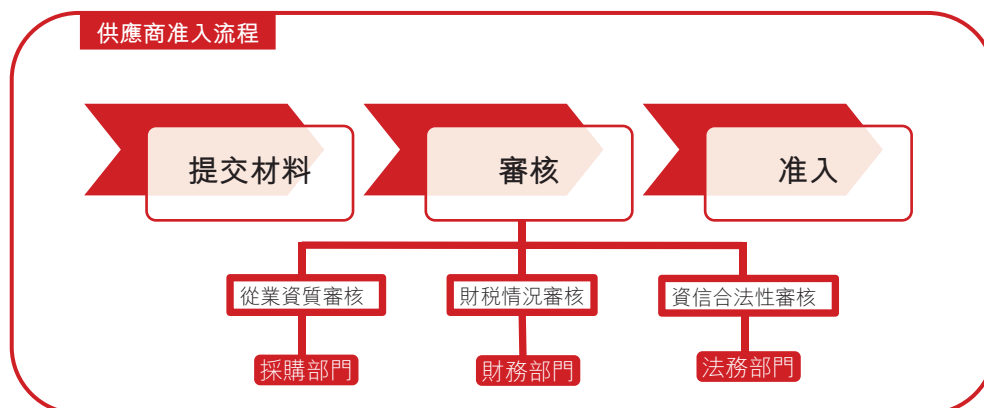 供應商准入流程
提交材料
審核
准入
從業資質審核
財税情況審核
資信合法性審核
採購部門
財務部門
法務部門